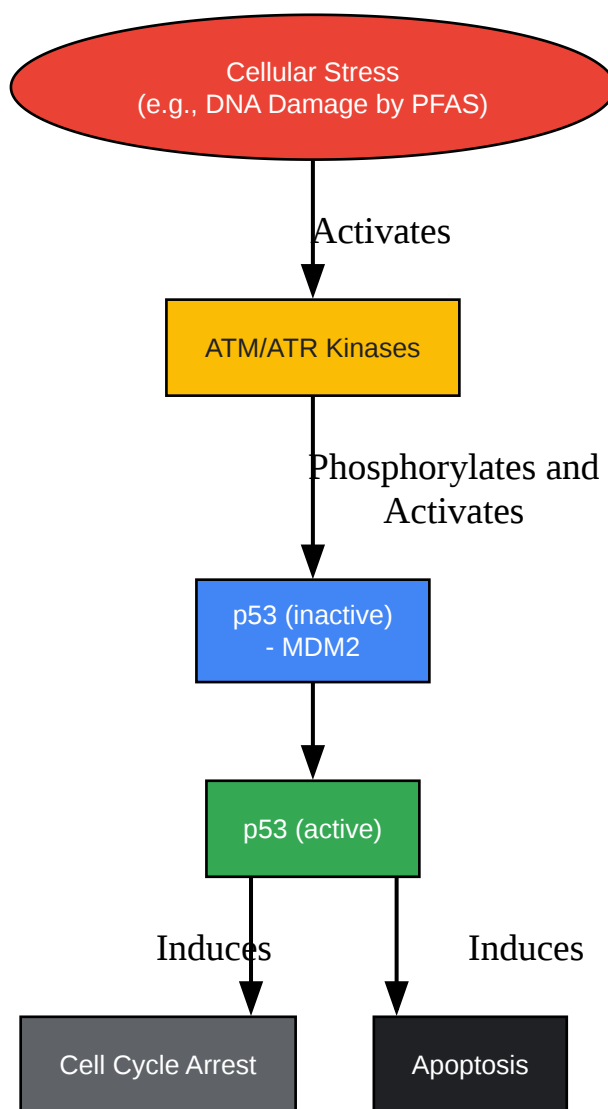 Cellular Stress
(e.g., DNA Damage by PFAS)
Activates
ATM/ATR Kinases
Phosphorylates and
Activates
p53 (inactive)
- MDM2
p53 (active)
Induces
Induces
Cell Cycle Arrest
Apoptosis